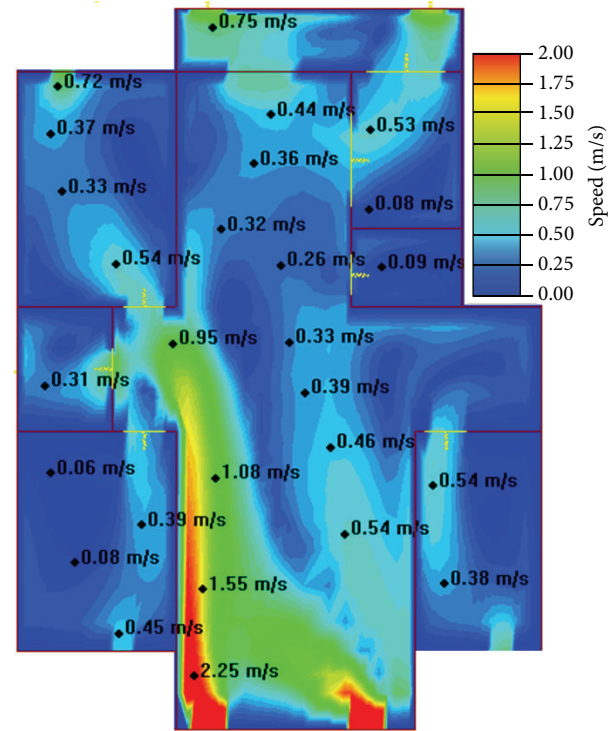 0.75 m/s
2.00
0.72 m/s
1.75
0.44 m/s
1.50
0.37 m/s
0.53 m/s
1.25
0.36 m/s
1.00
0.33 m/s
0.08 m/s
0.75
0.32 m/s
0.50
0.54 m/s
0.26 m/s
0.09 m/s
0.25
0.00
Speed (m/s)
0.95 m/s
0.33 m/s
0.31 m/s
0.39 m/s
0.46 m/s
0.06 m/s
1.08 m/s
0.54 m/s
0.39 m/s
0.54 m/s
0.08 m/s
1.55 m/s
0.38 m/s
0.45 m/s
2.25 m/s